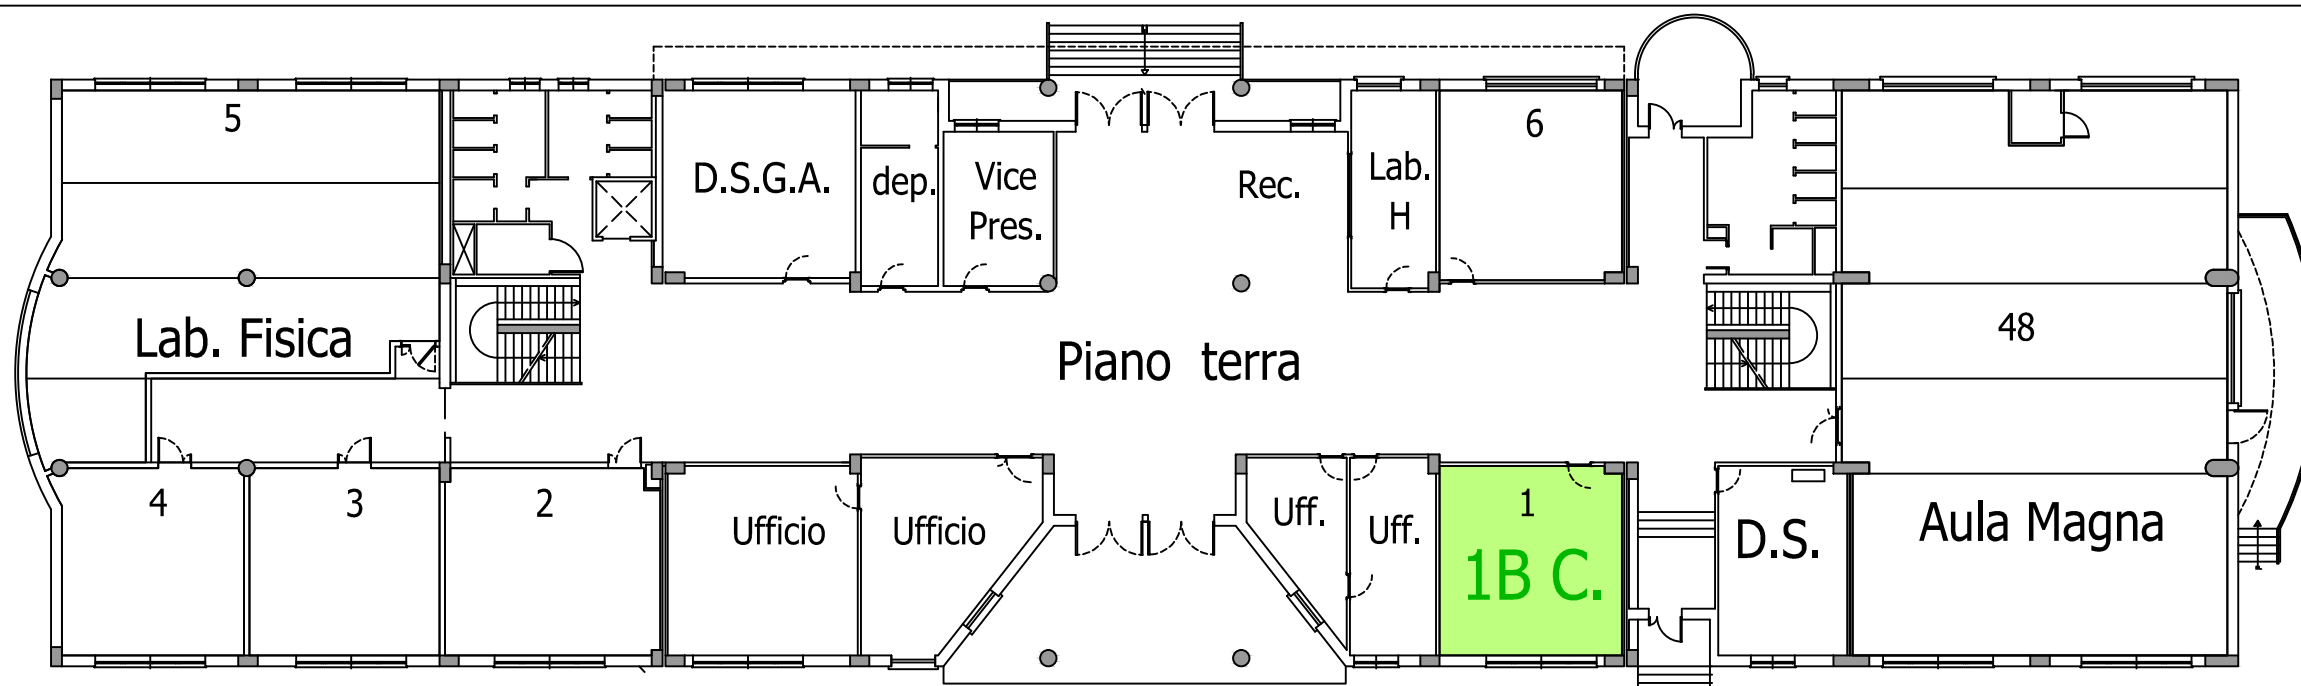 5
6
D.S.G.A.
dep.
Vice
Pres.
Rec.
Lab.
H
Lab. Fisica
Piano terra
48
4
3
2
Ufficio
Ufficio
Uff.
Uff.
1
1B C.
D.S.
Aula Magna